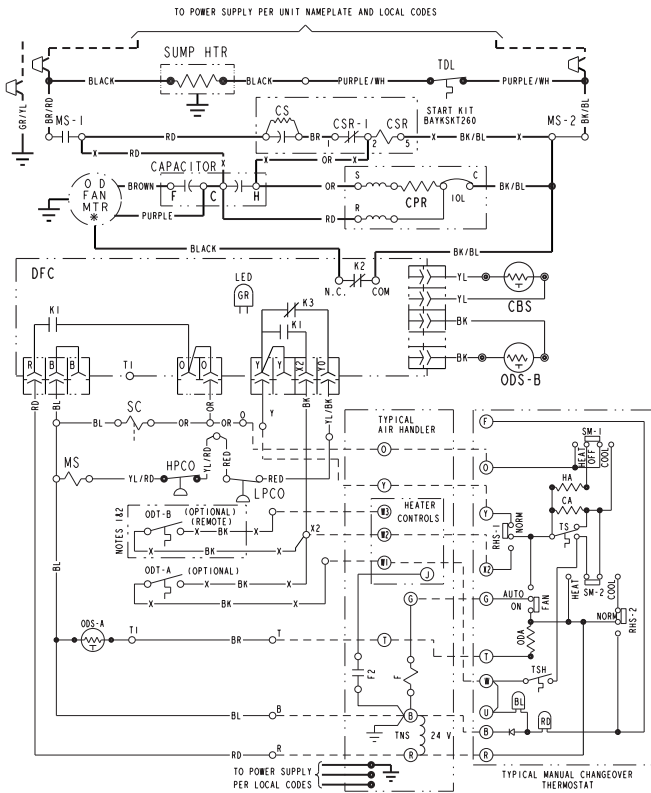 TO POWER SUPPLY PER UNIT NAMEPLATE AND LOCAL CODES
SUMP HTR
TDL
BLACK
BLACK
PURPLE/WH
PURPLE/WH
GR/YL
BR/RD
BK/BL
START KIT
BAYKSKT260
CS
CSR-1
CSR
MS-1
MS-2
RD
BR
1
2
5
X
BK/BL
X
X
RD
X
X
OR
X
CAPACITOR
O D
FAN
MTR
*
BROWN
F
C
H
OR
S
C
BK/BL
CPR
IOL
PURPLE
RD
R
BLACK
BK/BL
DFC
LED
GR
K2
N.C.
COM
YL
CBS
YL
BK
BK
ODS-B
K1
K3
K1
R
B
B
T1
O
O
Y
Y
X2
YO
RD
BL
OR
Y
BK
YL/BK
SC
BL
OR
OR
O
MS
YL/RD
HPCO
YL/RD
RED
LPCO
RED
NOTES 1&2
ODT-B
(OPTIONAL)
(REMOTE)
X
BK
X
X
BK
X
X2
ODT-A
(OPTIONAL)
X
BK
X
X
BK
X
BL
ODS-A
T1
BR
T
BL
B
RD
R
TYPICAL
AIR HANDLER
O
Y
HEATER
CONTROLS
W3
W2
W1
J
G
T
F2
F
B
TNS
24 V
R
TO POWER SUPPLY
PER LOCAL CODES
F
SM-1
HEAT
OFF
COOL
O
HA
CA
Y
NORM
RHS-1
TS
X2
HEAT
SM-2
COOL
G
AUTO
ON
FAN
NORM
RHS-2
ODA
T
W
TSH
U
BL
RD
B
R
TYPICAL MANUAL CHANGEOVER
THERMOSTAT